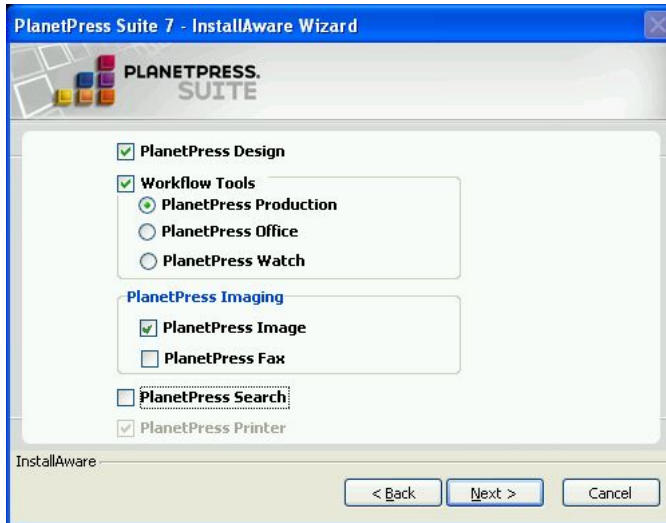 PlanetPress Suite 7 - InstallAware Wizard
PLANETPRESS.
SUITE
PlanetPress Design
Workflow Tools
PlanetPress Production
PlanetPress Office
PlanetPress Watch
PlanetPress Imaging
PlanetPress Image
PlanetPress Fax
PlanetPress Search
PlanetPress Printer
InstallAware
< Back
Next >
Cancel